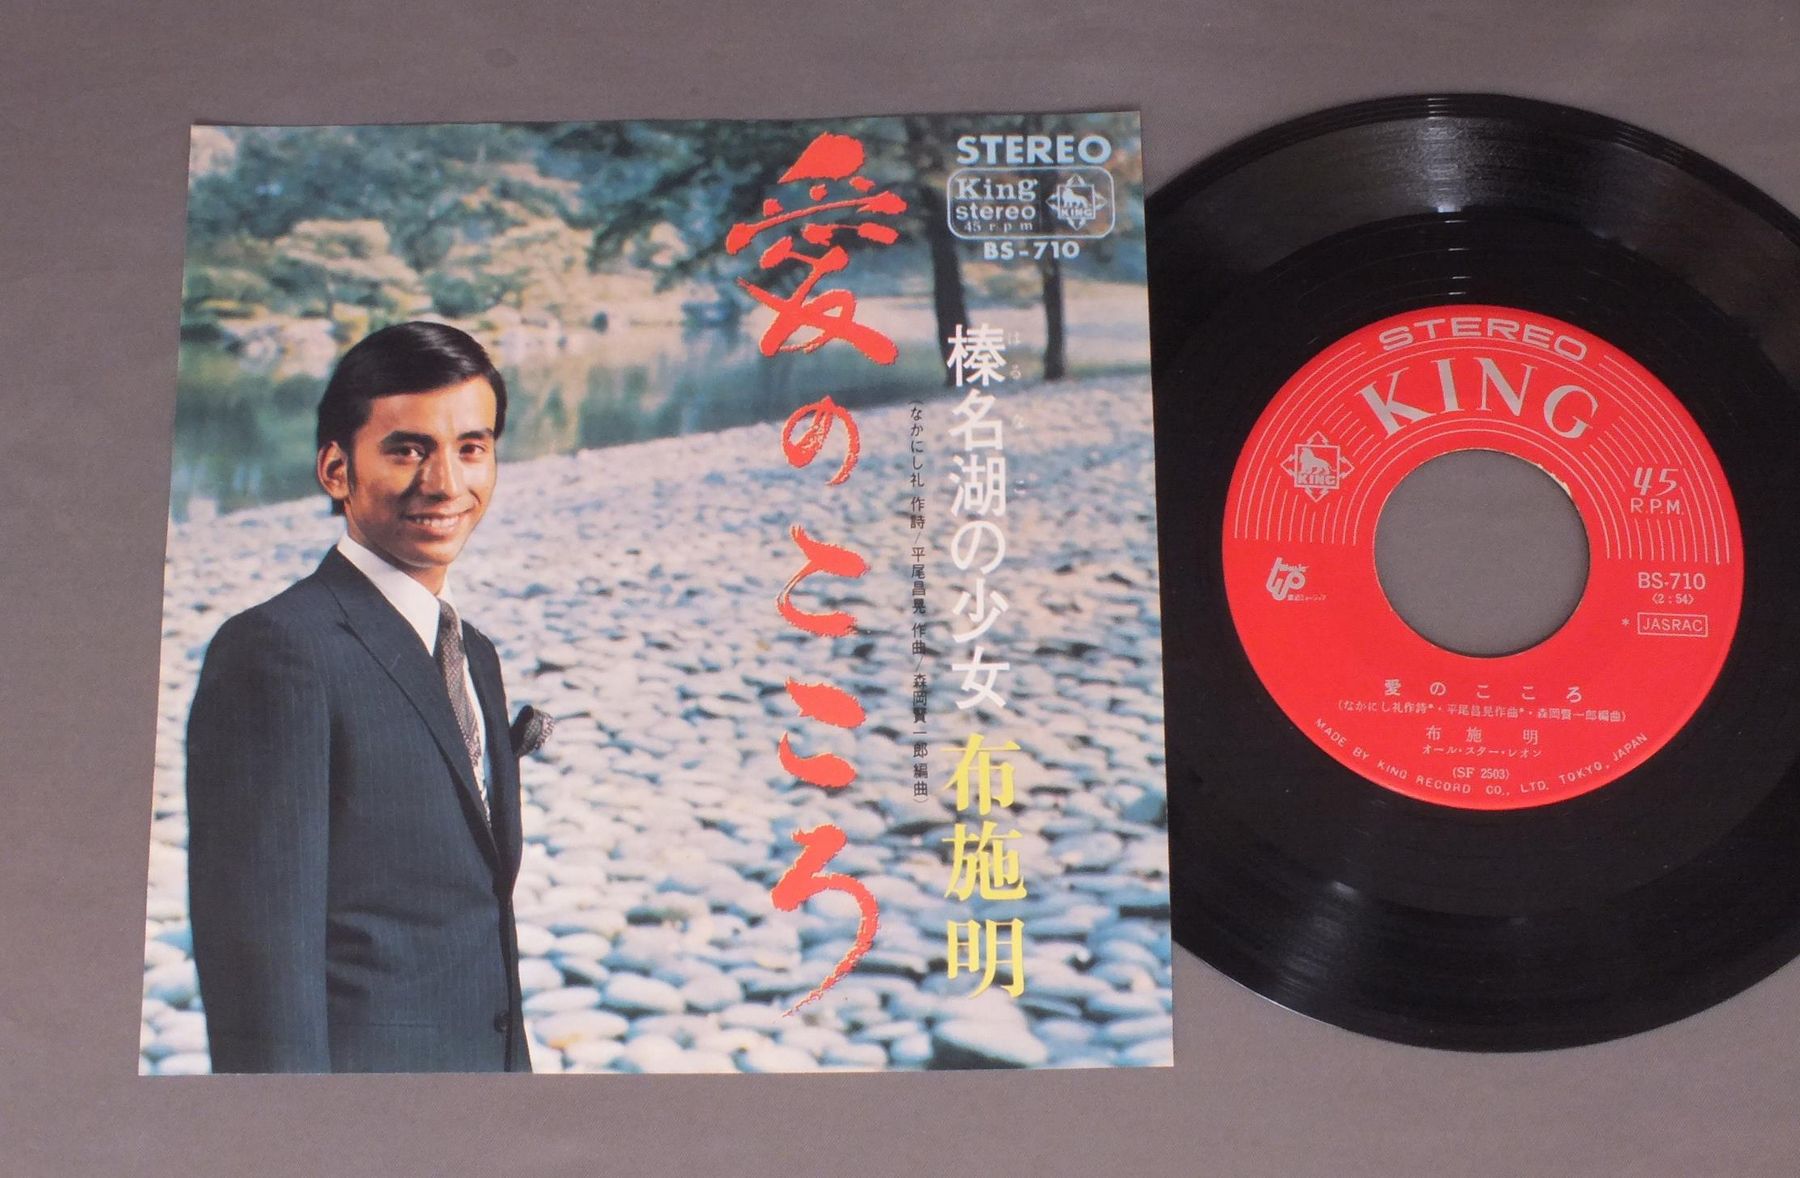 STEREO
King
stereo
45 rpm
KING
BS-710
愛のこころ
はるなこ
榛名湖の少女
(なかにし礼 作詩/平尾昌晃 作曲/森岡賢一郎 編曲)
布施明
STEREO
KING
KING
45
R.P.M.
BS-710
(2:54)
* JASRAC
愛のこころ
(なかにし礼作詩*・平尾昌晃作曲*・森岡賢一郎編曲)
布施 明
オール・スター・レオン
(SF 2503)
MADE BY KING RECORD CO., LTD. TOKYO, JAPAN